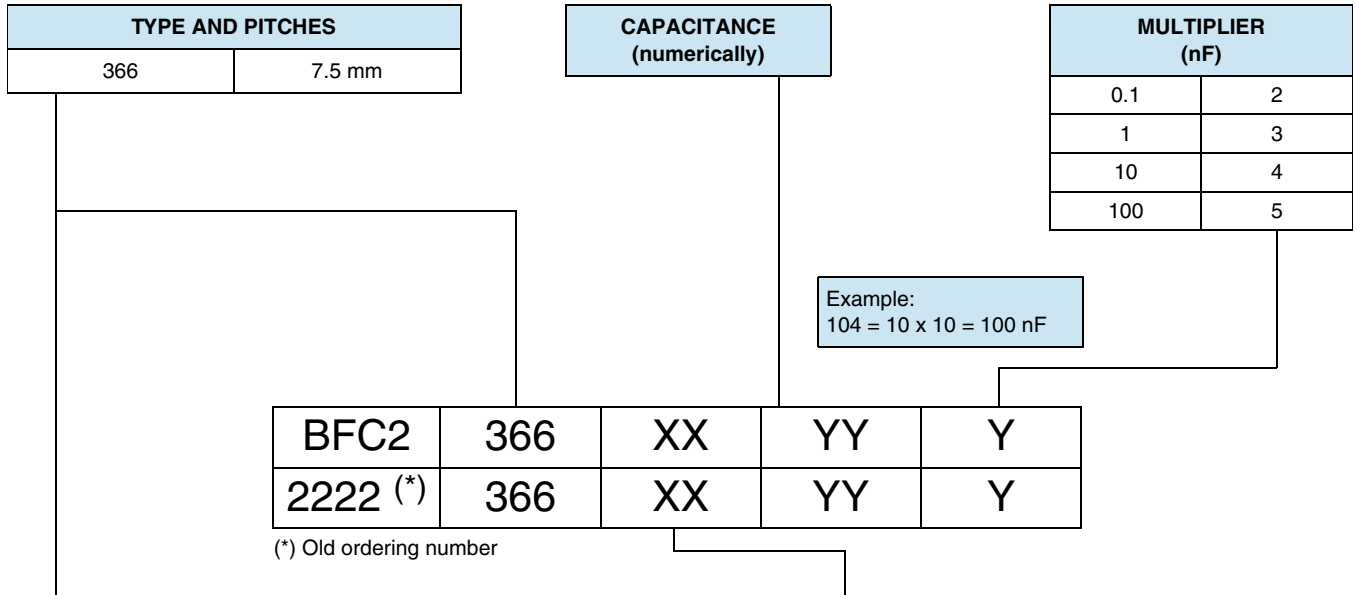 TYPE AND PITCHES
366 7.5 mm
CAPACITANCE
(numerically)
MULTIPLIER
(nF)
0.1 2
1 3
10 4
100 5
Example:
104 = 10 x 10 = 100 nF
BFC2 366 XX YY Y
2222 (*) 366 XX YY Y
(*) Old ordering number